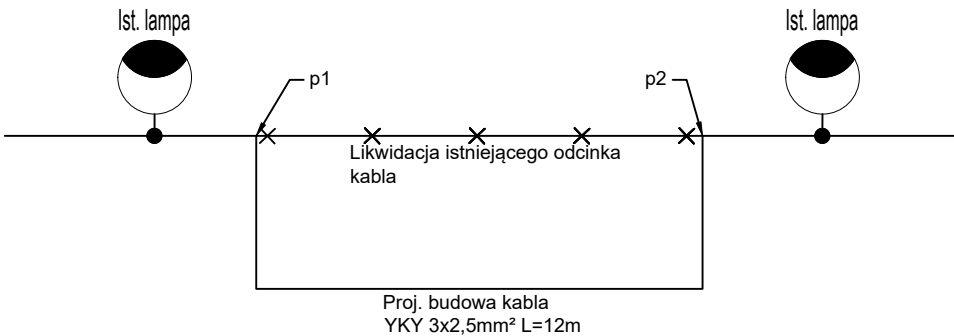 Ist. lampa
Ist. lampa
p1
p2
Likwidacja istniejącego odcinka
kabla
Proj. budowa kabla
YKY 3x2,5mm² L=12m